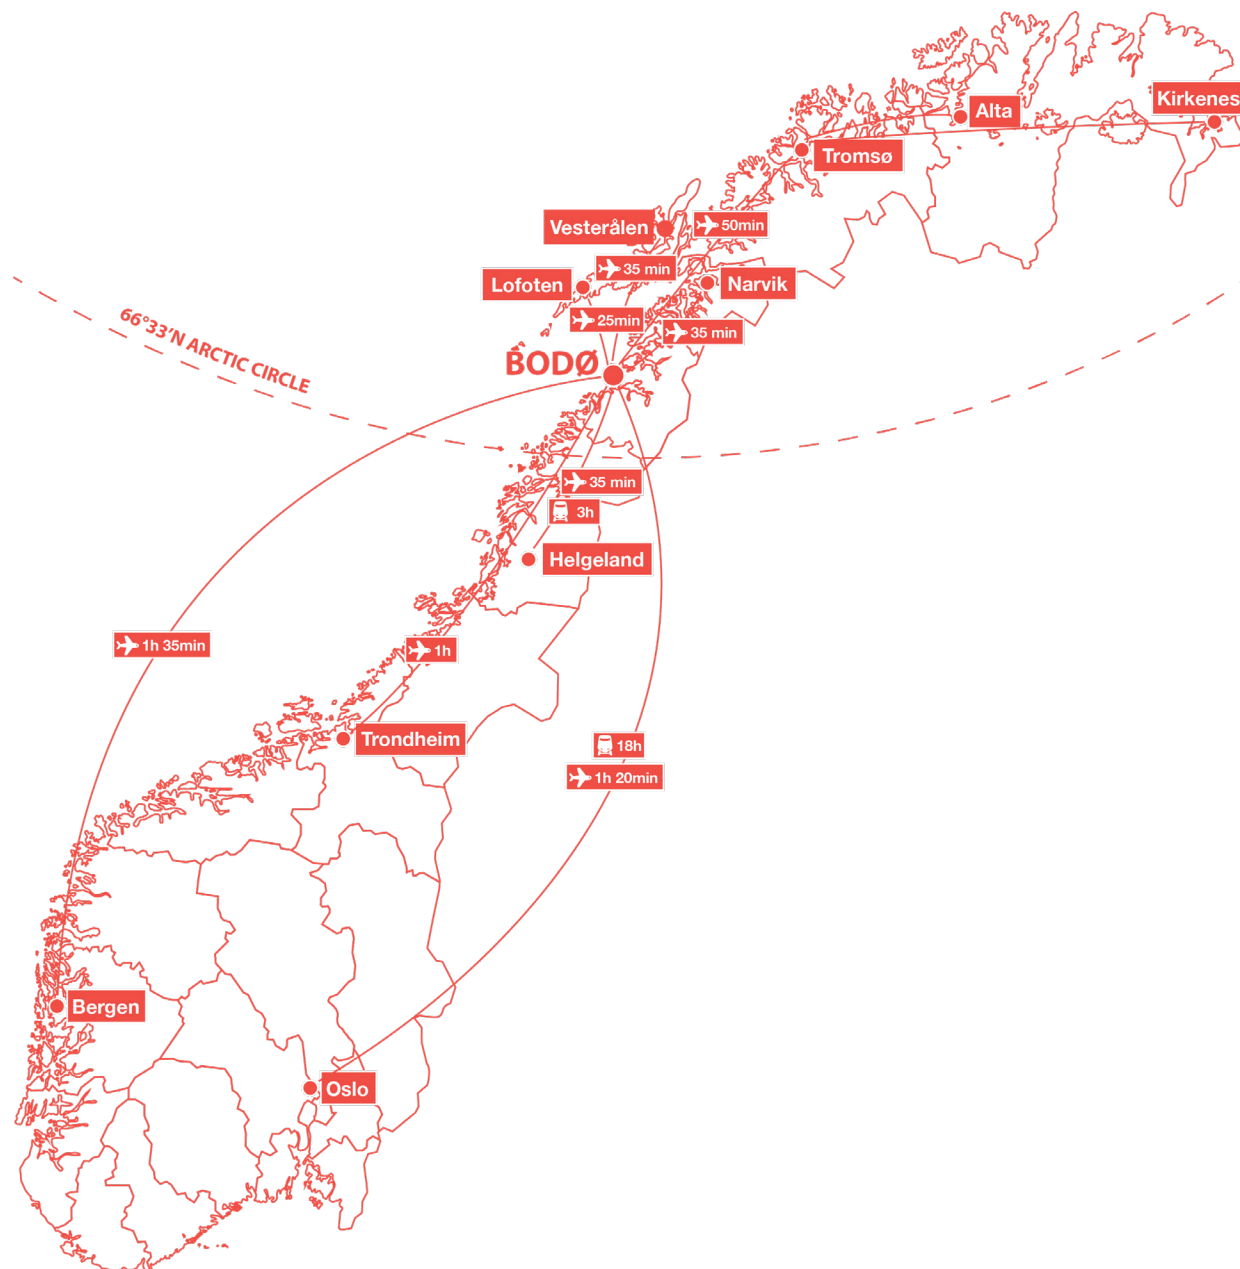 Kirkenes
Alta
Tromsø
Vesterålen
50min
35 min
Lofoten
Narvik
25min
35 min
66°33'N ARCTIC CIRCLE
BODØ
35 min
3h
Helgeland
1h 35min
1h
Trondheim
18h
1h 20min
Bergen
Oslo